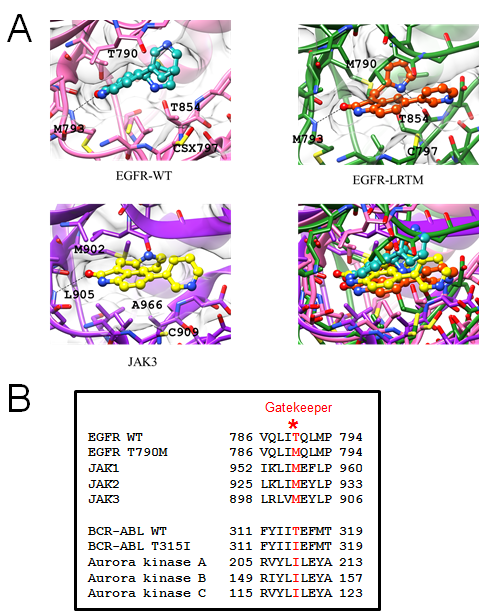 A
T790
T854
M793
CSX797
EGFR-WT
M790
T854
M793
C797
EGFR-LRTM
M902
L905
A966
C909
JAK3
B
Gatekeeper
*
EGFR WT 786 VQLITQLMP 794
EGFR T790M 786 VQLIMQLMP 794
JAK1 952 IKLIMEFLP 960
JAK2 925 LKLIMEYLP 933
JAK3 898 LRLVMEYLP 906
BCR-ABL WT 311 FYIITEFMT 319
BCR-ABL T315I 311 FYIIIEFMT 319
Aurora kinase A 205 RVYLILEYA 213
Aurora kinase B 149 RIYLILEYA 157
Aurora kinase C 115 RVYLILEYA 123